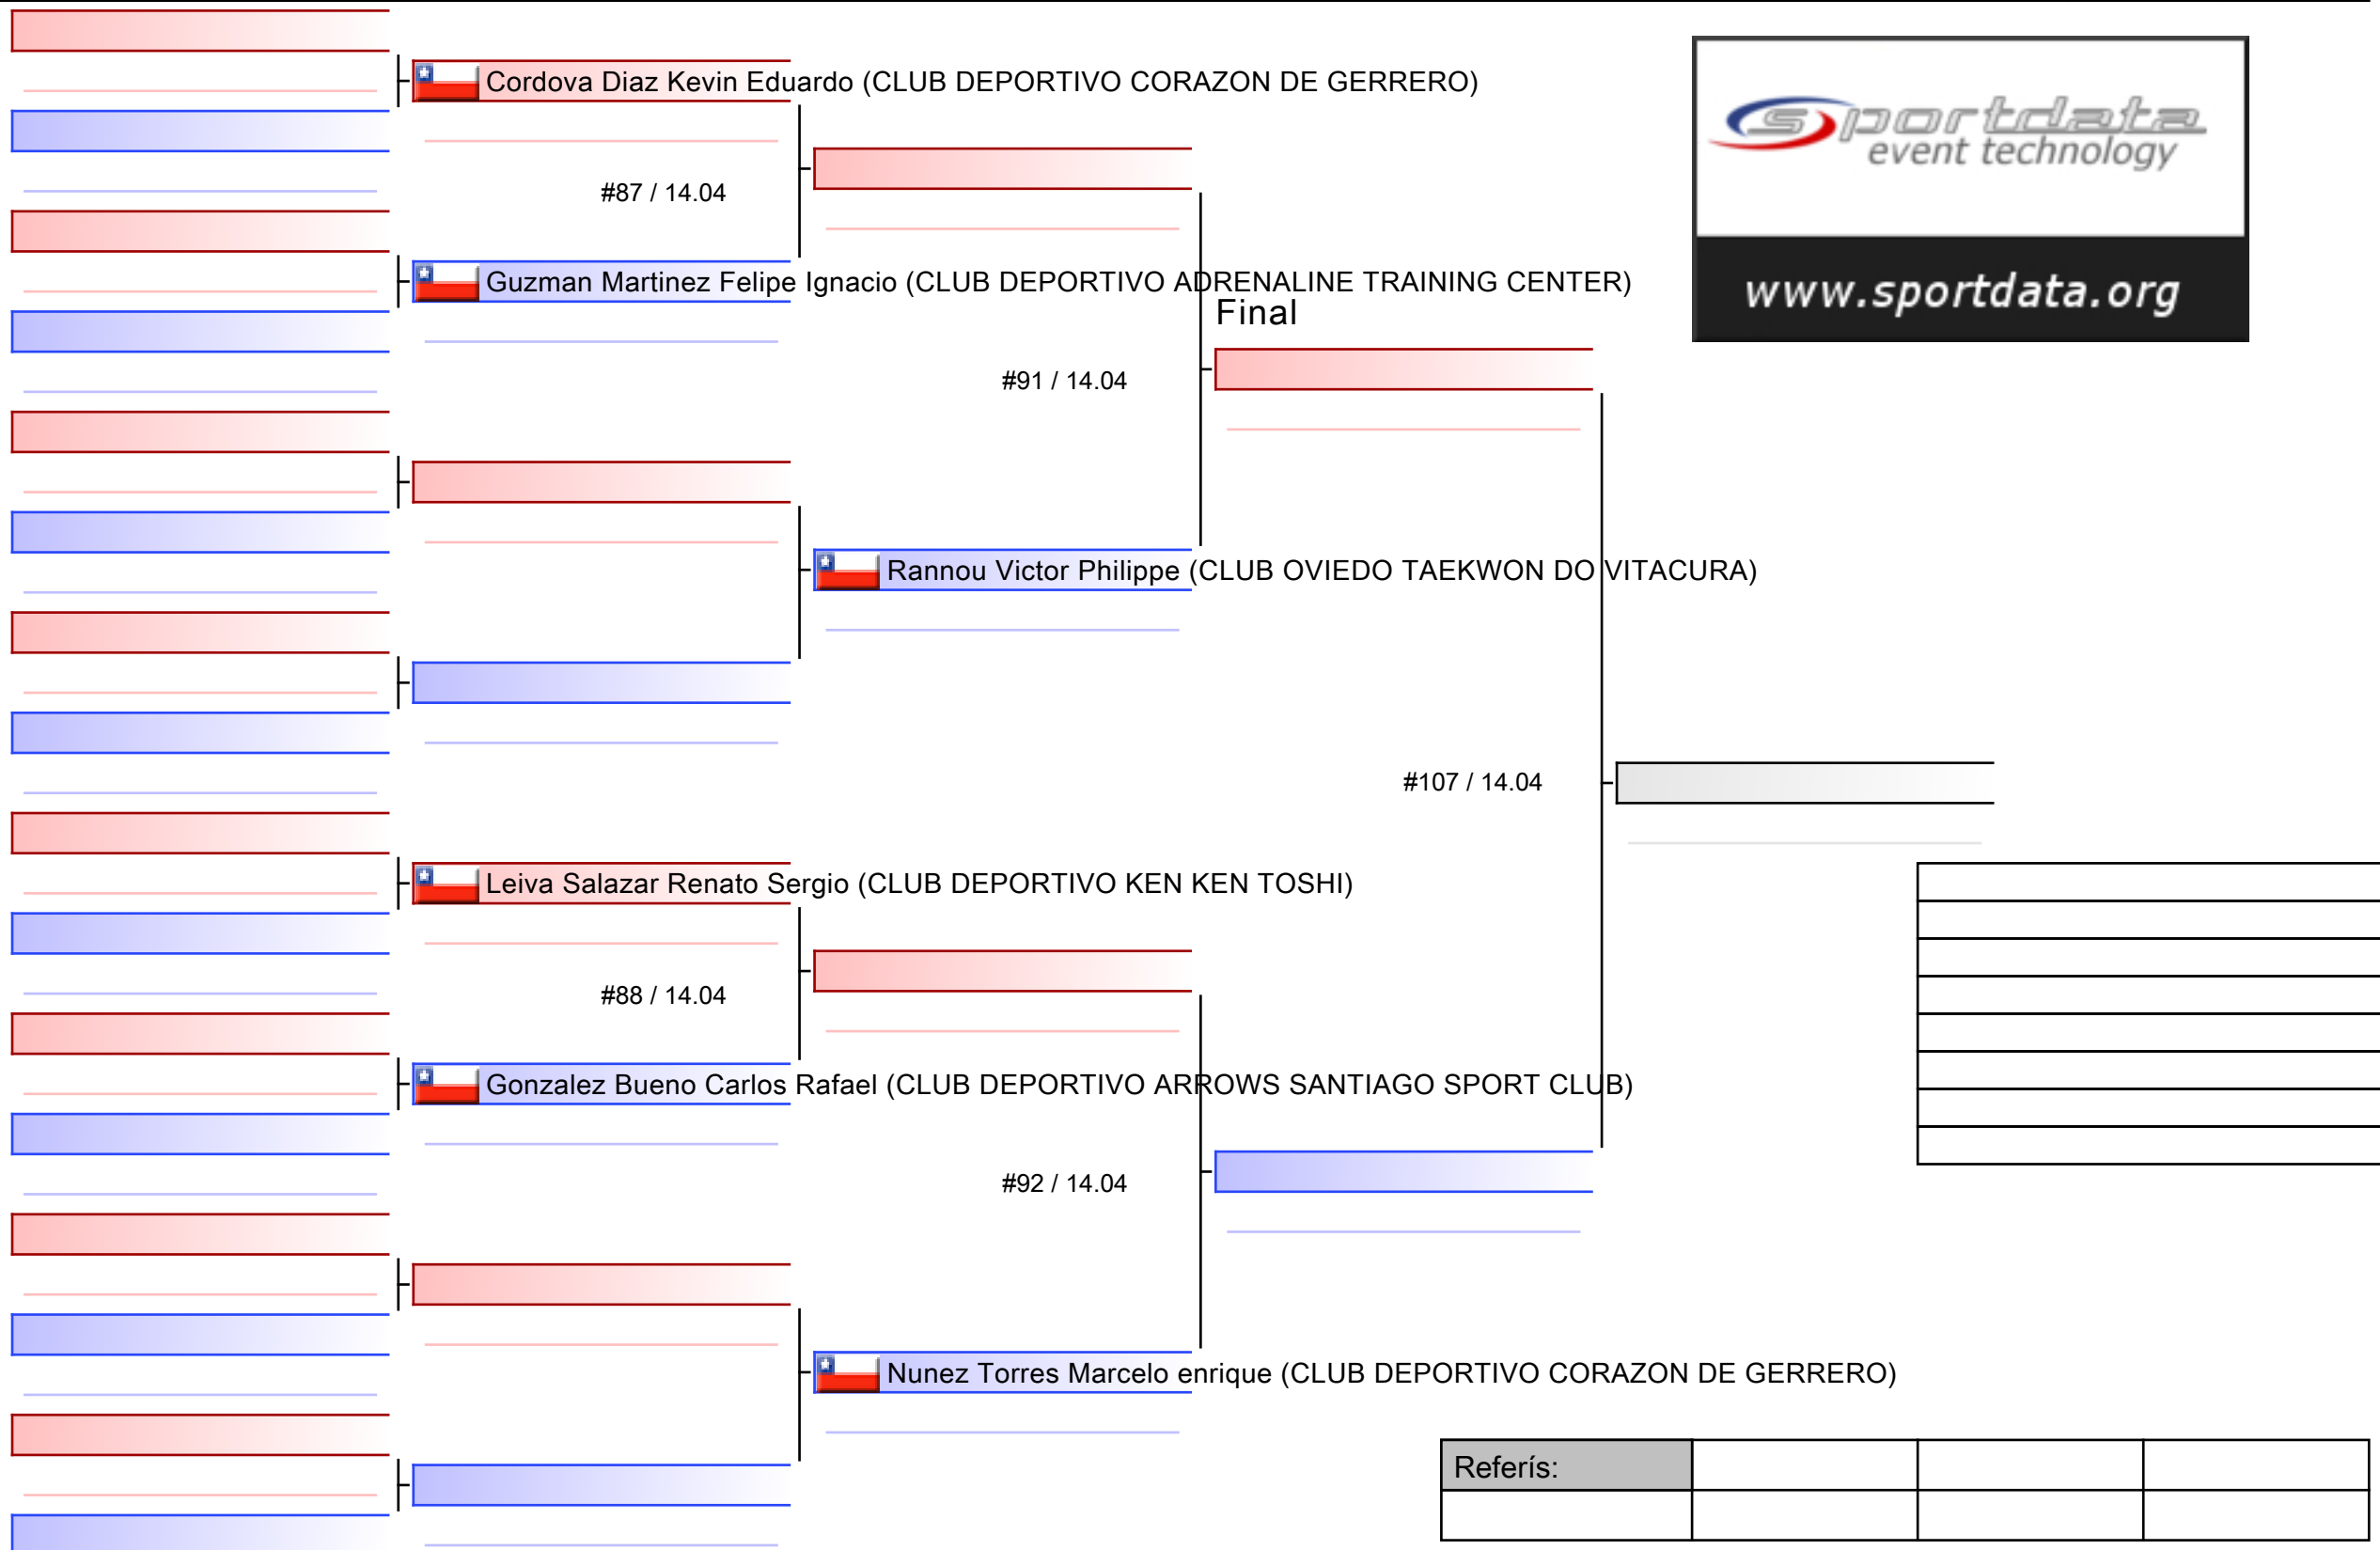 Cordova Diaz Kevin Eduardo (CLUB DEPORTIVO CORAZON DE GERRERO)
sportdata
event technology
www.sportdata.org
#87 / 14.04
Guzman Martinez Felipe Ignacio (CLUB DEPORTIVO ADRENALINE TRAINING CENTER)
Final
#91 / 14.04
Rannou Victor Philippe (CLUB OVIEDO TAEKWON DO VITACURA)
#107 / 14.04
Leiva Salazar Renato Sergio (CLUB DEPORTIVO KEN KEN TOSHI)
#88 / 14.04
Gonzalez Bueno Carlos Rafael (CLUB DEPORTIVO ARROWS SANTIAGO SPORT CLUB)
#92 / 14.04
Nunez Torres Marcelo enrique (CLUB DEPORTIVO CORAZON DE GERRERO)
Referís: